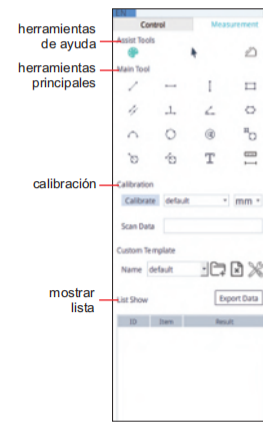 EN
Control Measurement
herramientas
de ayuda
Assist Tools
herramientas
principales
Main Tool
T
calibración
Calibration
Calibrate default mm
Scan Data
Custom Template
Name default
mostrar
lista
List Show Export Data
ID Item Result